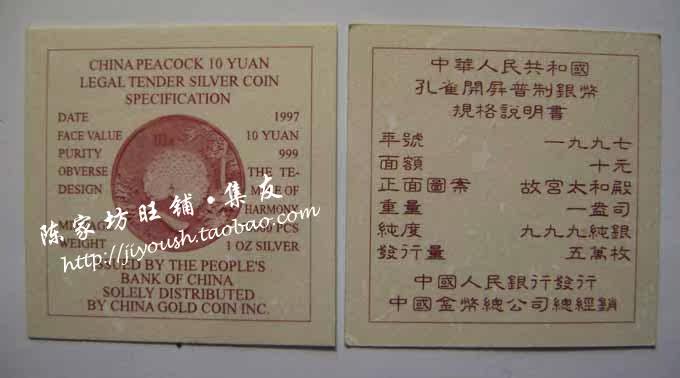 CHINA PEACOCK 10 YUAN
LEGAL TENDER SILVER COIN
SPECIFICATION
DATE 1997
FACE VALUE 10 YUAN
PURITY 999
OBVERSE THE TE-
DESIGN MPLE OF
HARMONY
PCS
WEIGHT 1 OZ SILVER
ISSUED BY THE PEOPLE'S
BANK OF CHINA
SOLELY DISTRIBUTED
BY CHINA GOLD COIN INC.
陈家坊旺铺·集友
http://jiyoush.taobao.com
中華人民共和國
孔雀開屏普制銀幣
規格說明書
年號 一九九七
面額 十元
正面圖案 故宮太和殿
重量 一盎司
純度 九九九純銀
發行量 五萬枚
中國人民銀行發行
中國金幣總公司總經銷